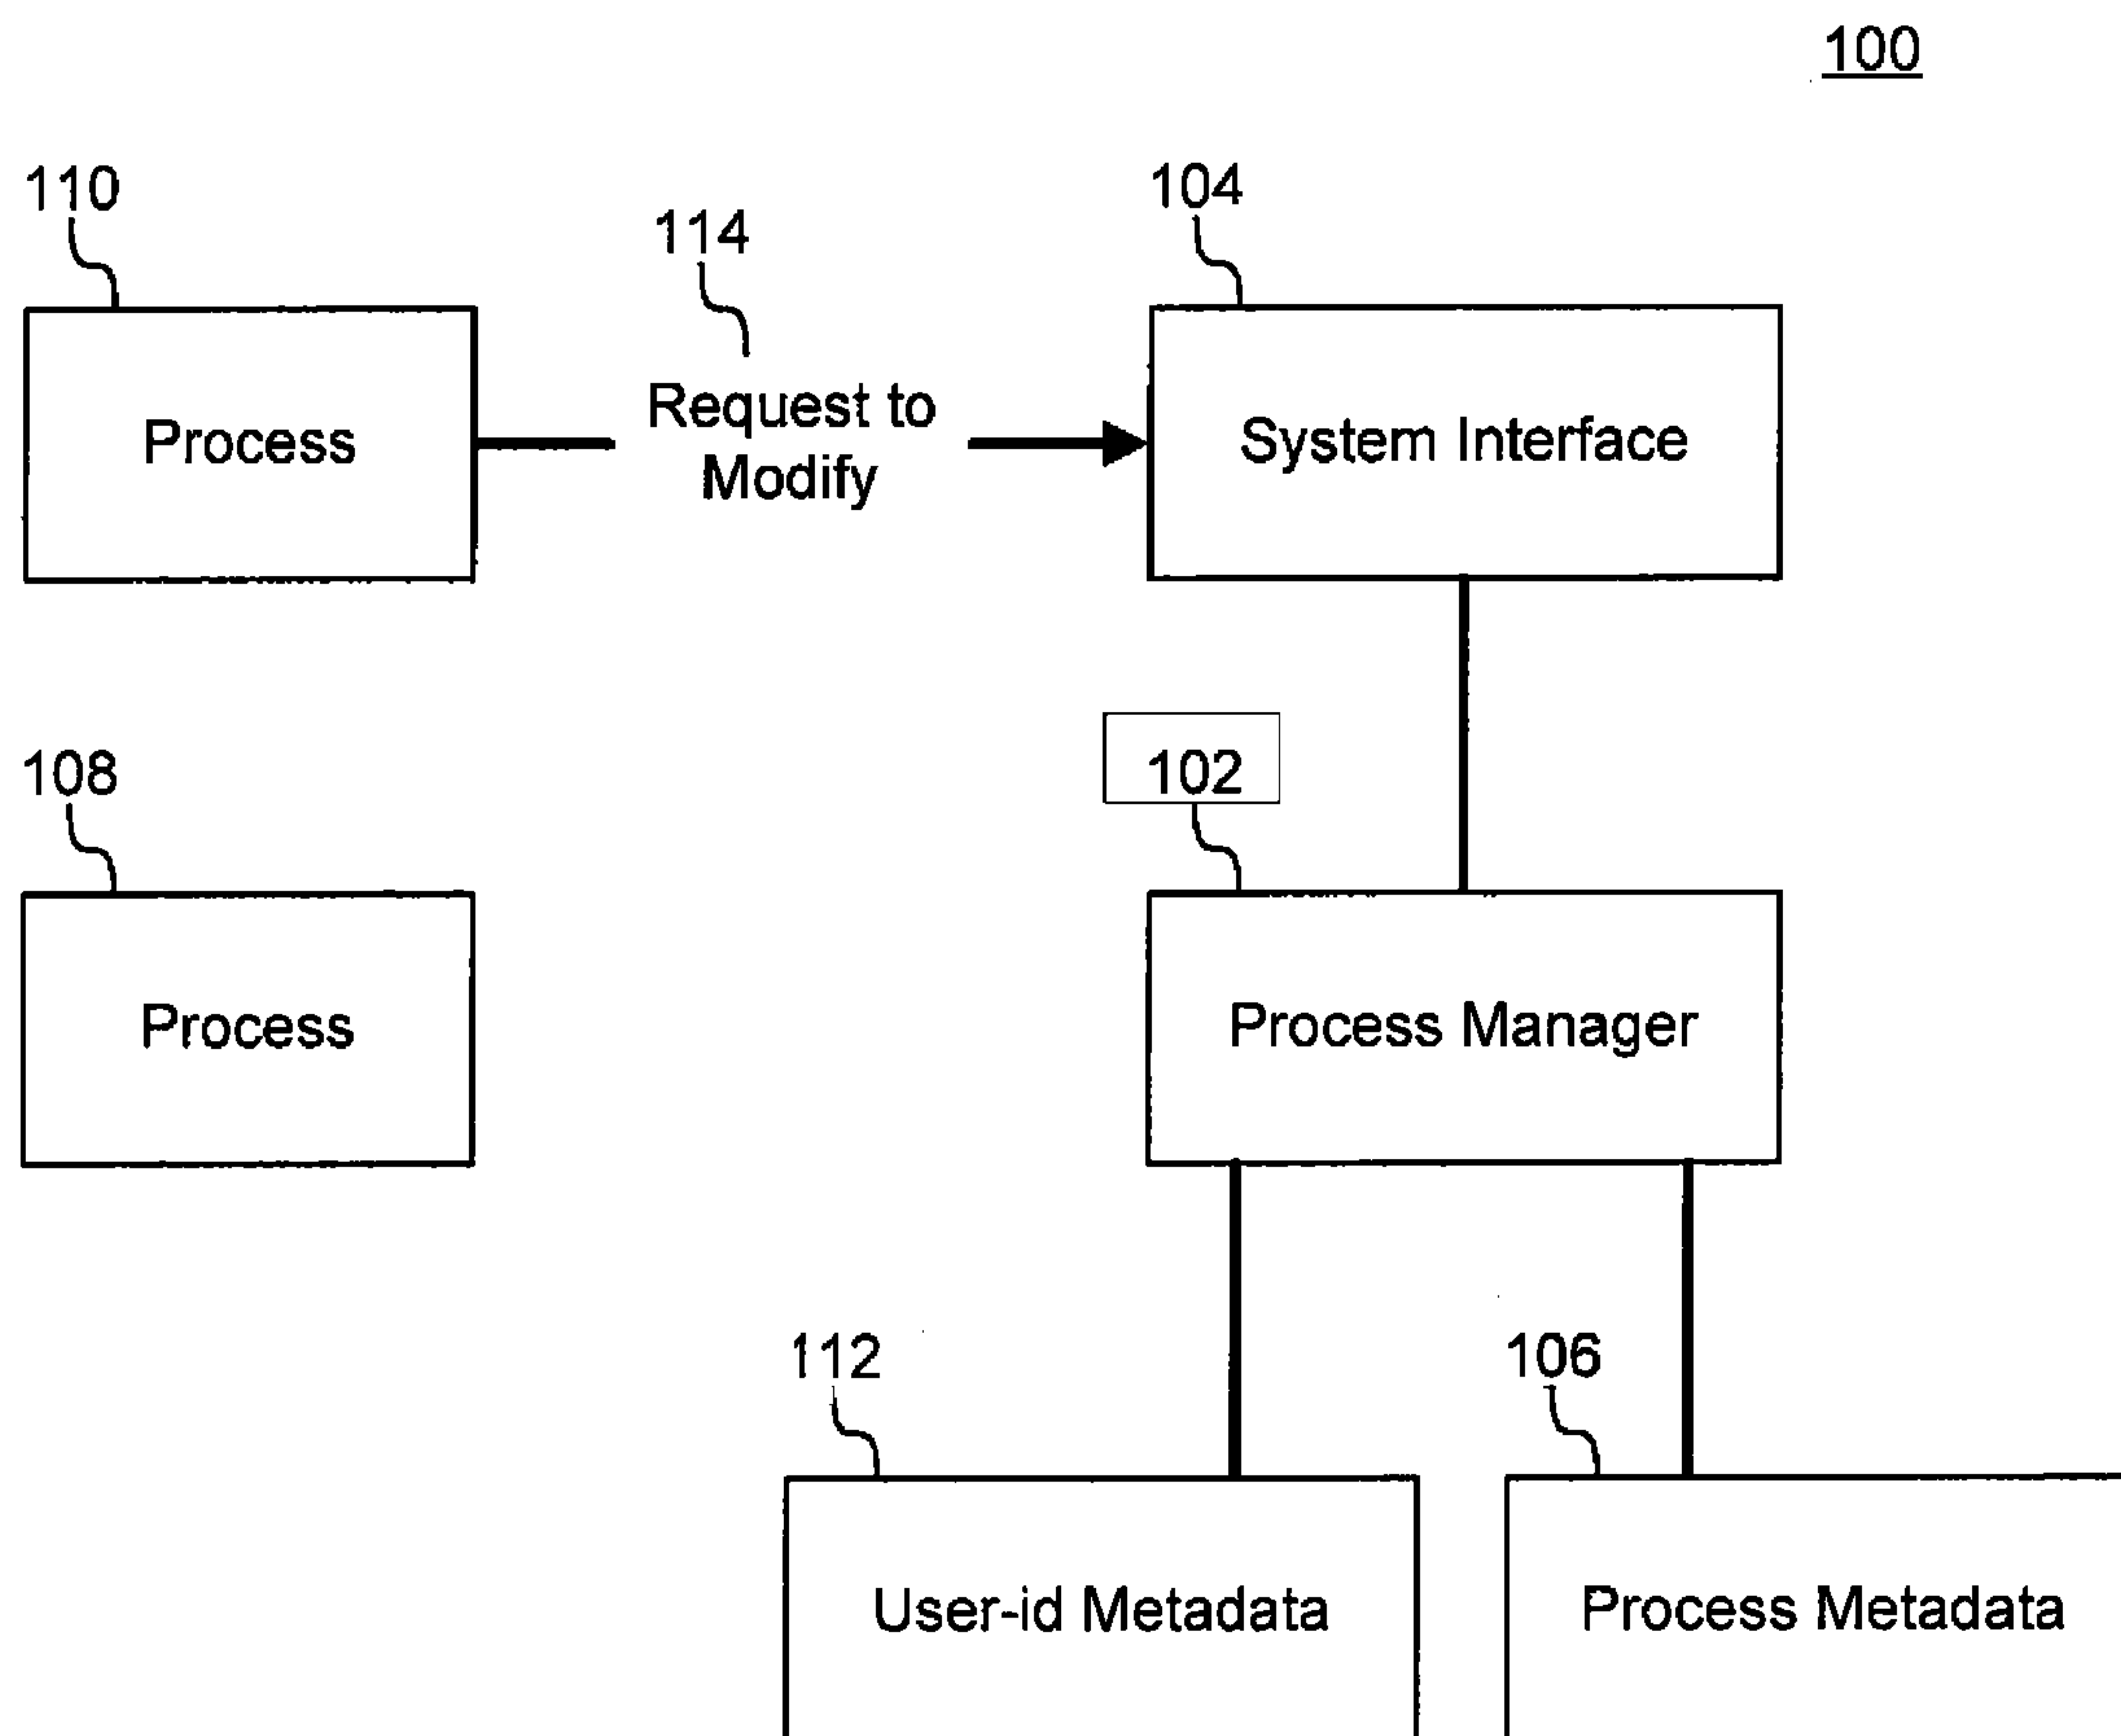 100
110
114
104
Process
Request to
Modify
System Interface
108
102
Process
Process Manager
112
106
User-id Metadata
Process Metadata